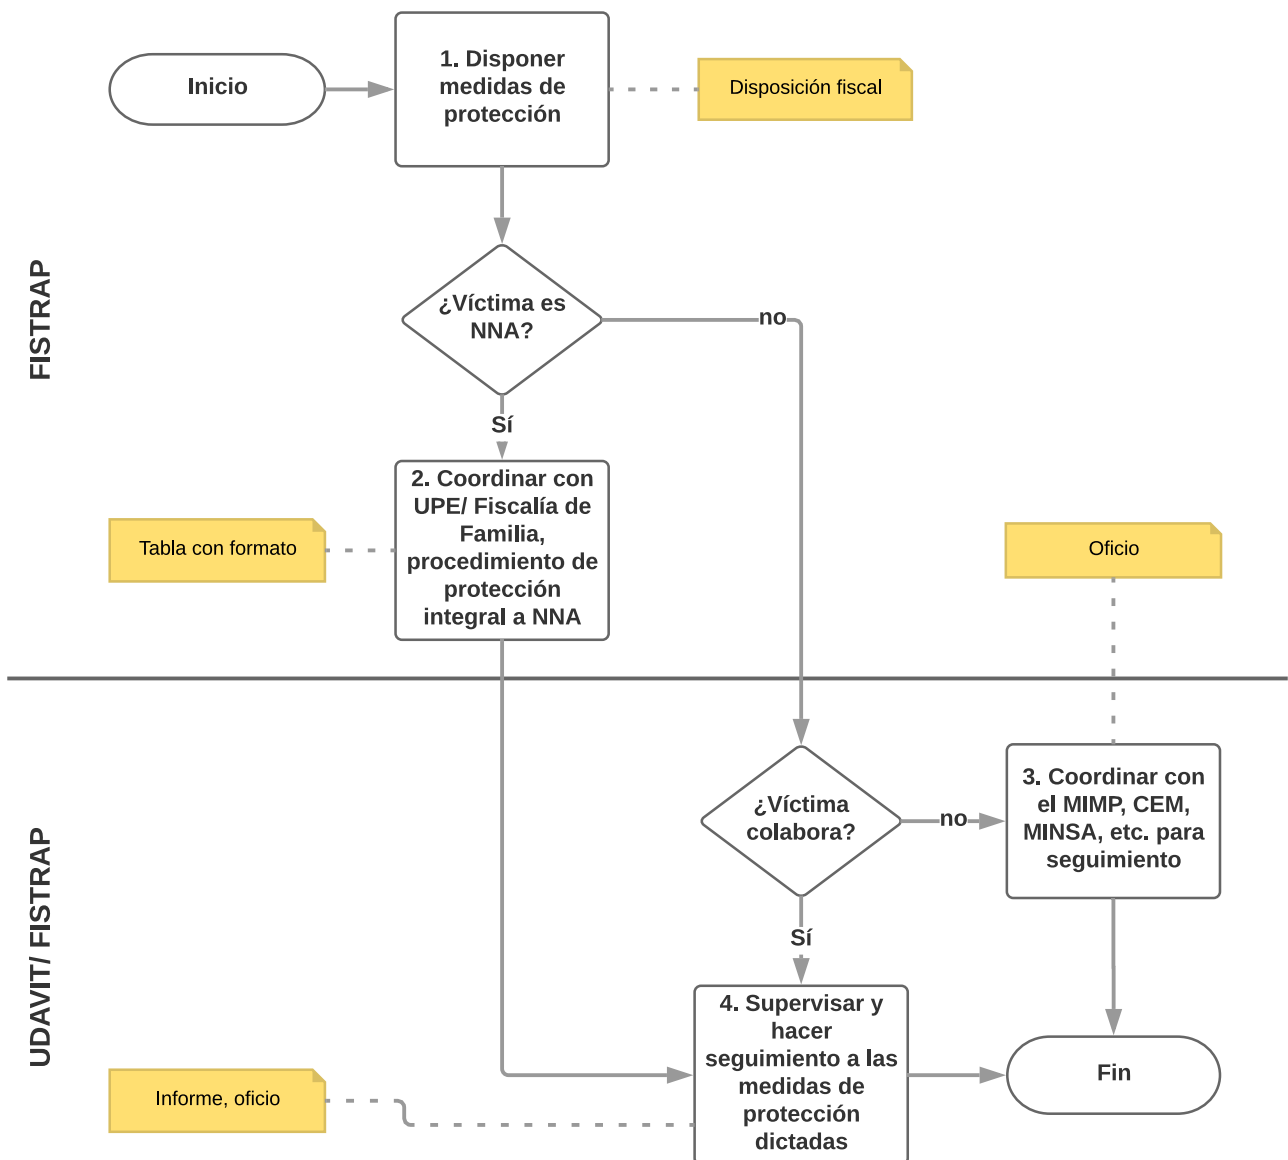 Inicio
1. Disponer
medidas de
protección
Disposición fiscal
FISTRAP
¿Víctima es
NNA?
no
Sí
2. Coordinar con
UPE/ Fiscalía de
Familia,
procedimiento de
protección
integral a NNA
Tabla con formato
Oficio
UDAVIT/ FISTRAP
¿Víctima
colabora?
no
3. Coordinar con
el MIMP, CEM,
MINSA, etc. para
seguimiento
Sí
4. Supervisar y
hacer
seguimiento a las
medidas de
protección
dictadas
Informe, oficio
Fin